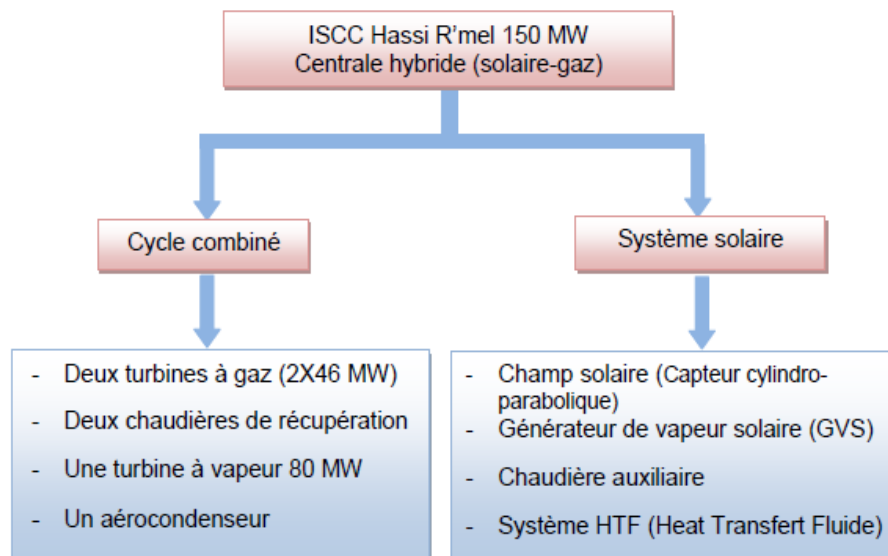 ISCC Hassi R'mel 150 MW
Centrale hybride (solaire-gaz)
Cycle combiné
Système solaire
- Deux turbines à gaz (2X46 MW)
- Deux chaudières de récupération
- Une turbine à vapeur 80 MW
- Un aérocondenseur
- Champ solaire (Capteur cylindro-
parabolique)
- Générateur de vapeur solaire (GVS)
- Chaudière auxiliaire
- Système HTF (Heat Transfert Fluide)